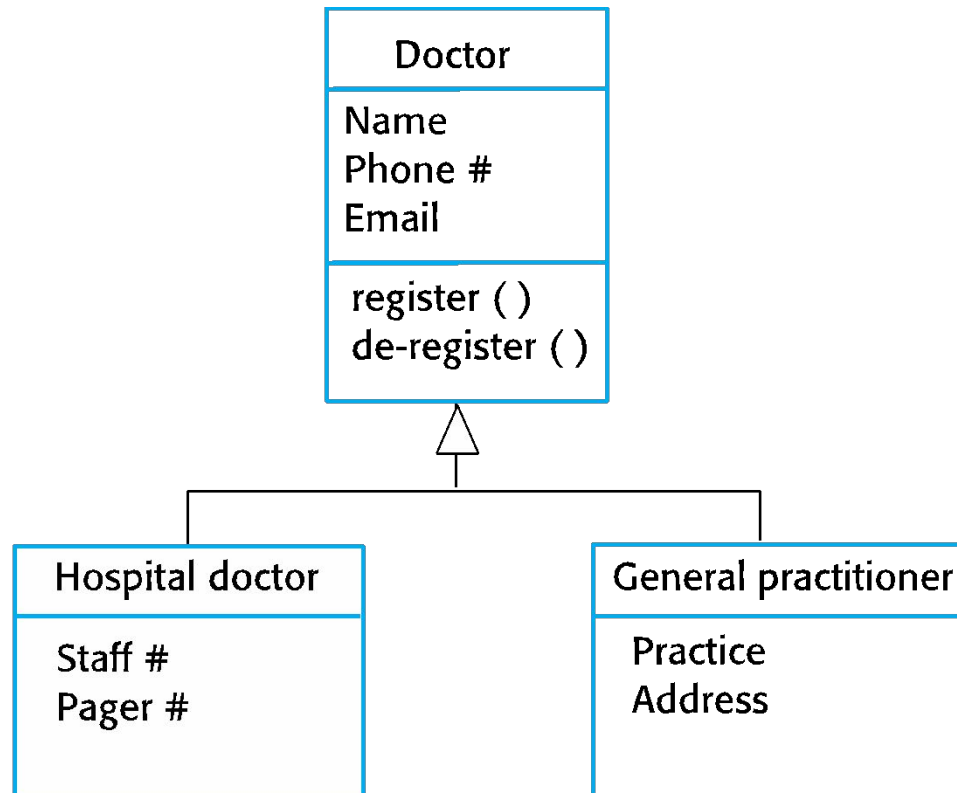 Doctor
Name
Phone #
Email
register ( )
de-register ( )
Hospital doctor
Staff #
Pager #
General practitioner
Practice
Address